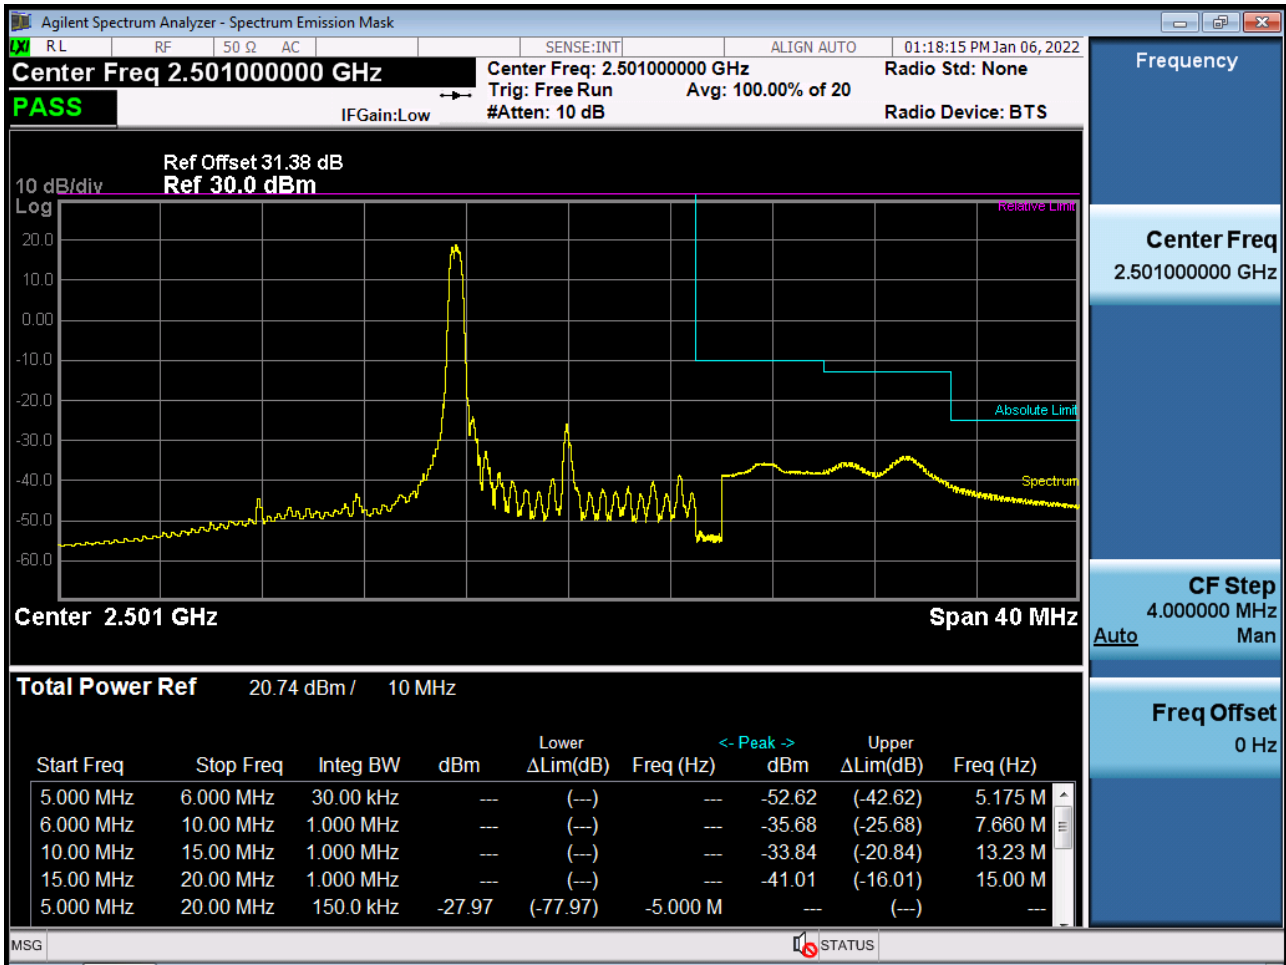 Agilent Spectrum Analyzer - Spectrum Emission Mask
LXI RL RF 50 Ω AC SENSE:INT ALIGN AUTO 01:18:15 PM Jan 06, 2022
Center Freq 2.501000000 GHz
Center Freq: 2.501000000 GHz
Radio Std: None
Trig: Free Run
Avg: 100.00% of 20
PASS
IFGain:Low
#Atten: 10 dB
Radio Device: BTS
Ref Offset 31.38 dB
10 dB/div
Ref 30.0 dBm
Log
Relative Limit
20.0
10.0
0.00
-10.0
-20.0
Absolute Limit
-30.0
-40.0
Spectrum
-50.0
-60.0
Center 2.501 GHz
Span 40 MHz
Total Power Ref 20.74 dBm / 10 MHz
Lower <- Peak -> Upper
Start Freq Stop Freq Integ BW dBm ΔLim(dB) Freq (Hz) dBm ΔLim(dB) Freq (Hz)
5.000 MHz 6.000 MHz 30.00 kHz --- (---) --- -52.62 (-42.62) 5.175 M
6.000 MHz 10.00 MHz 1.000 MHz --- (---) --- -35.68 (-25.68) 7.660 M
10.00 MHz 15.00 MHz 1.000 MHz --- (---) --- -33.84 (-20.84) 13.23 M
15.00 MHz 20.00 MHz 1.000 MHz --- (---) --- -41.01 (-16.01) 15.00 M
5.000 MHz 20.00 MHz 150.0 kHz -27.97 (-77.97) -5.000 M --- (---) ---
MSG
STATUS
Frequency
Center Freq
2.501000000 GHz
CF Step
4.000000 MHz
Auto Man
Freq Offset
0 Hz